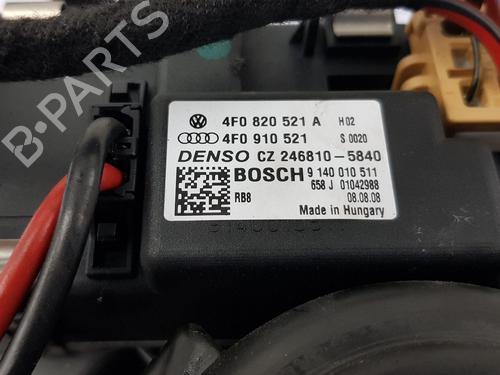 4F0 820 521 A H02
4F0 910 521 S 0020
DENSO CZ 246810-5840
BOSCH 9 140 010 511
658 J 01042988
RB8 08.08.08
Made in Hungary